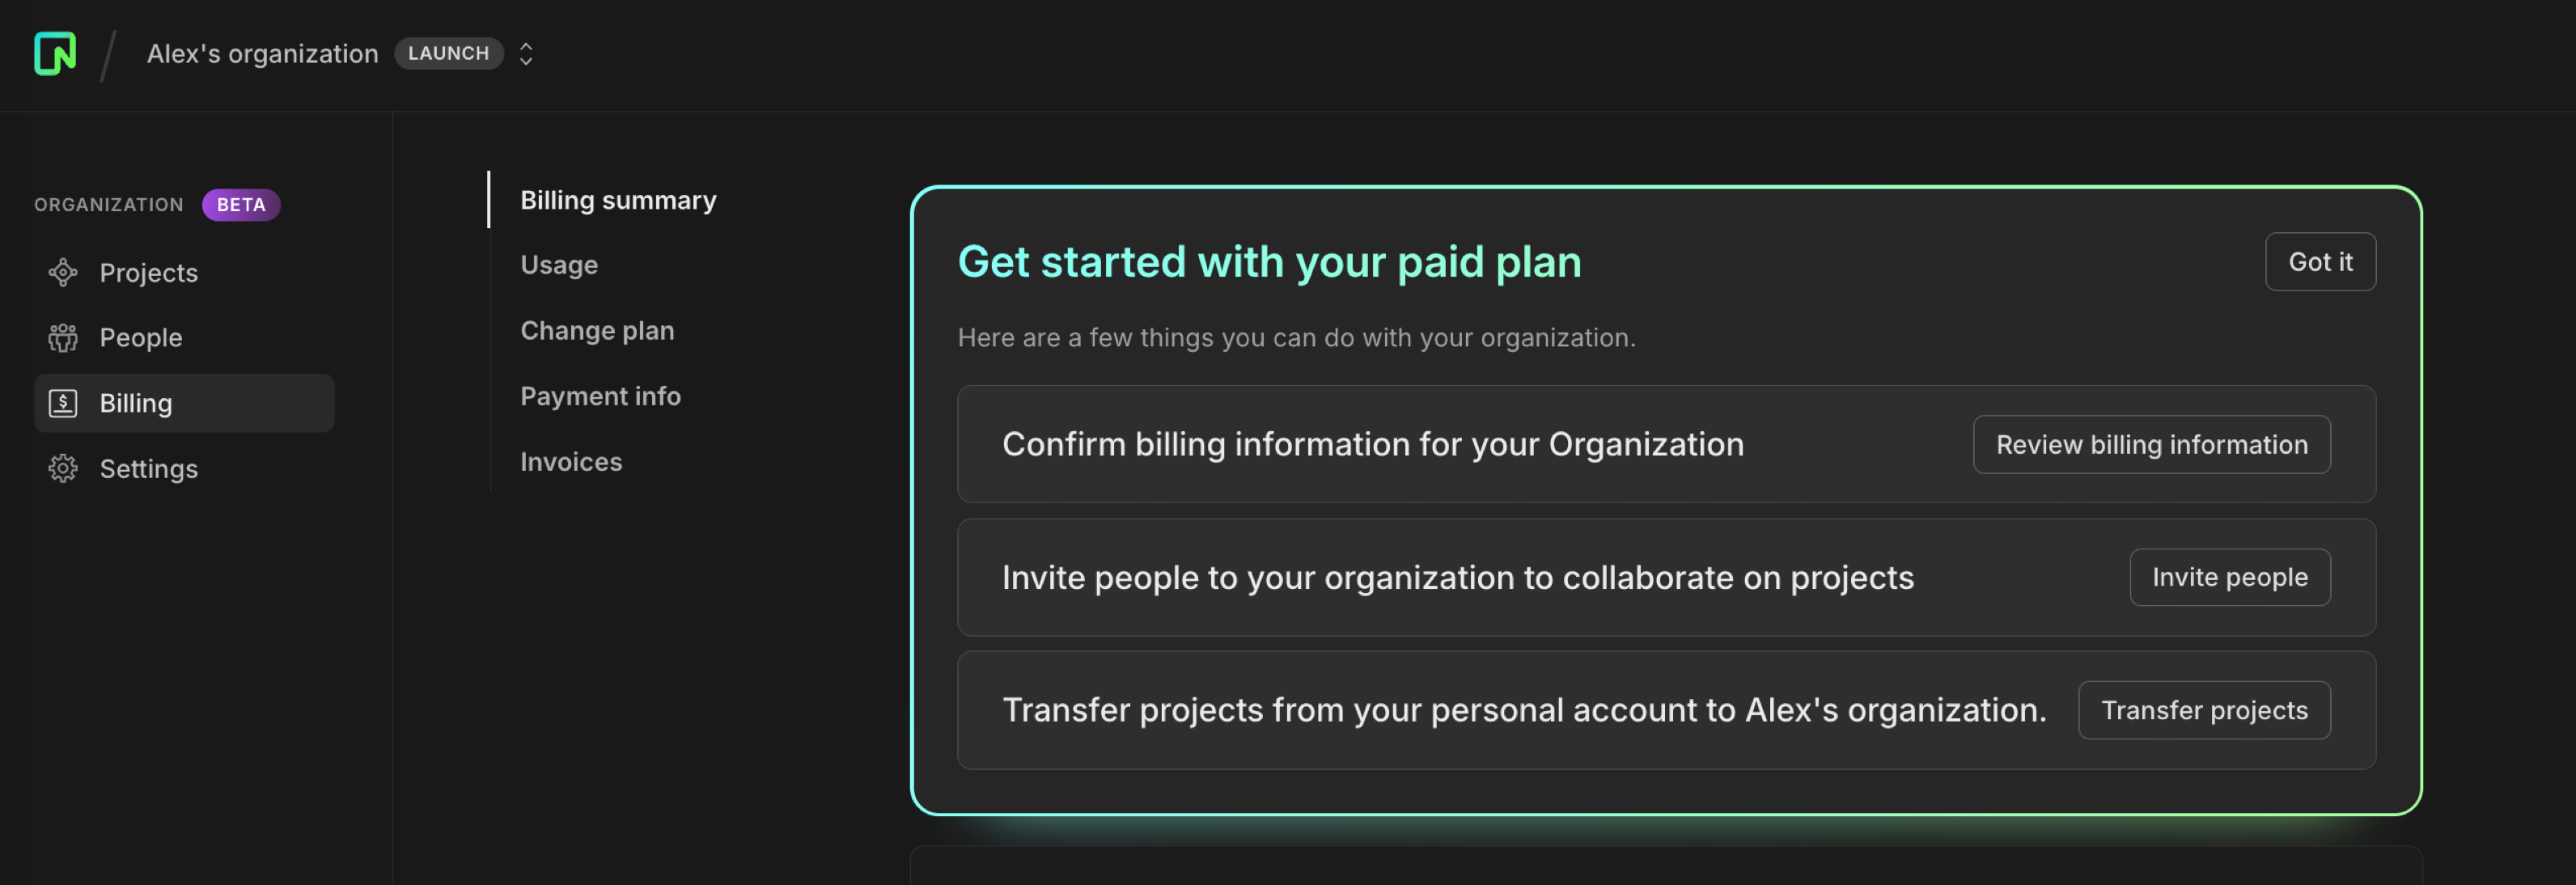 Alex's organization LAUNCH
ORGANIZATION BETA
Projects
People
Billing
Settings
Billing summary
Usage
Change plan
Payment info
Invoices
Get started with your paid plan
Got it
Here are a few things you can do with your organization.
Confirm billing information for your Organization
Review billing information
Invite people to your organization to collaborate on projects
Invite people
Transfer projects from your personal account to Alex's organization.
Transfer projects